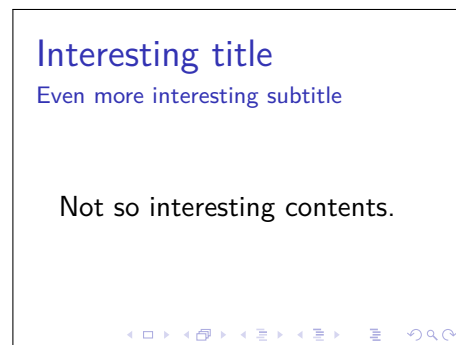 Interesting title
Even more interesting subtitle
Not so interesting contents.